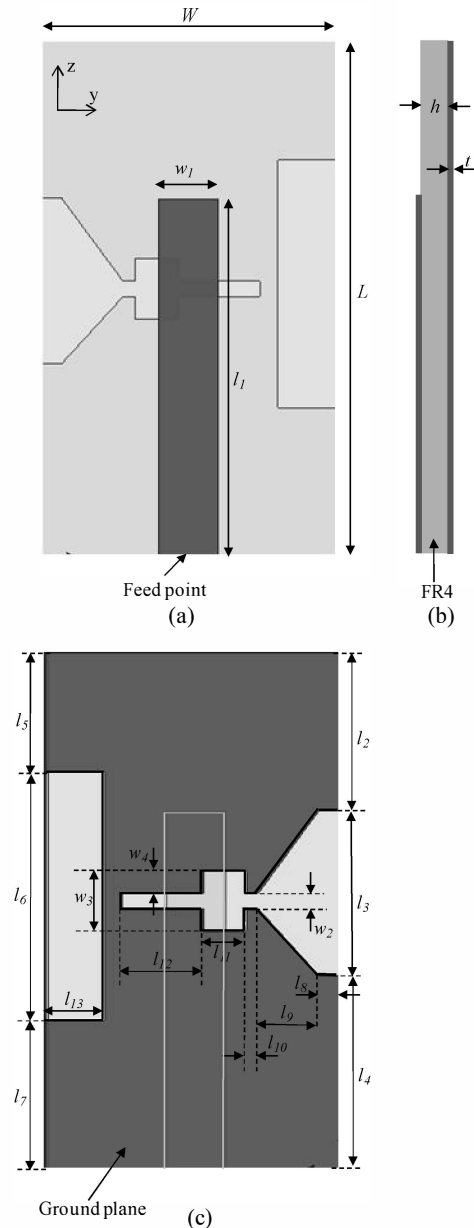 W
z
y
w1
h
t
L
l1
Feed point
FR4
(a)
(b)
l5
l2
l6
w4
w3
l3
w2
l12
l11
l13
l8
l9
l10
l7
l4
Ground plane
(c)